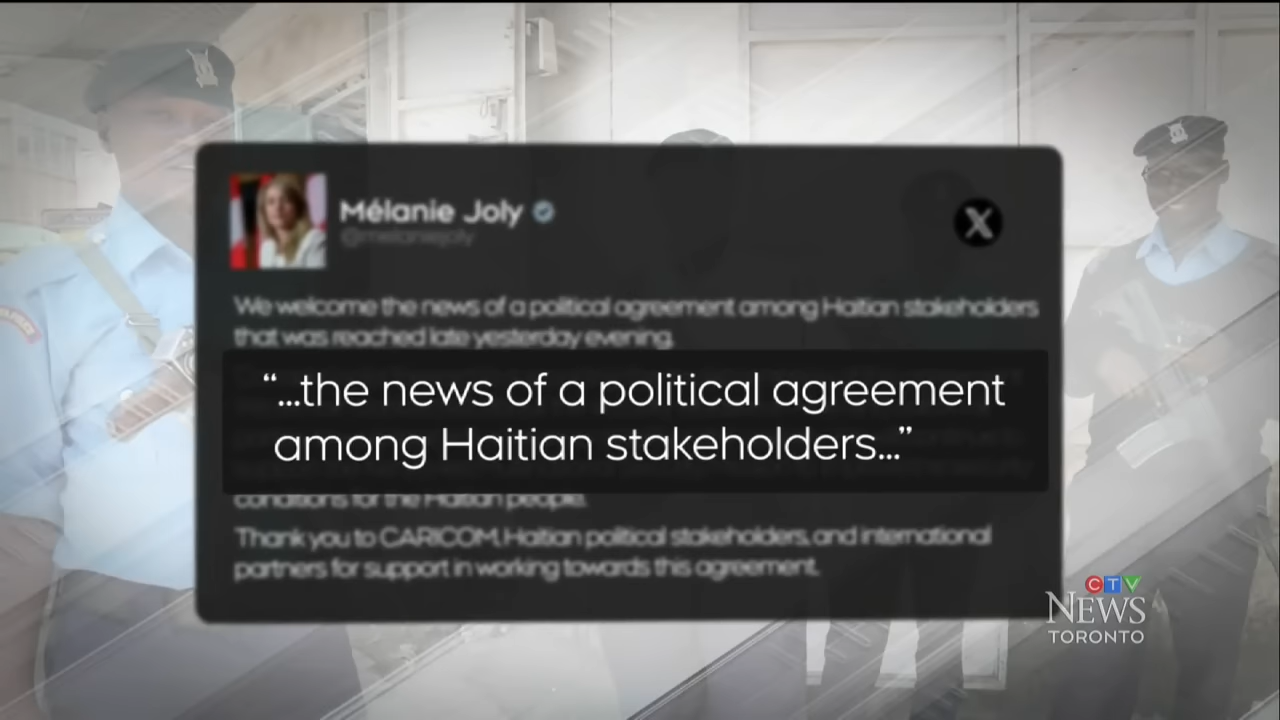 Mélanie Joly
@melaniejoly
X
We welcome the news of a political agreement among Haitian stakeholders
that was reached late yesterday evening.
“...the news of a political agreement
among Haitian stakeholders...”
conditions for the Haitian people.
Thank you to CARICOM, Haitian political stakeholders, and international
partners for support in working towards this agreement.
CTV
NEWS
TORONTO